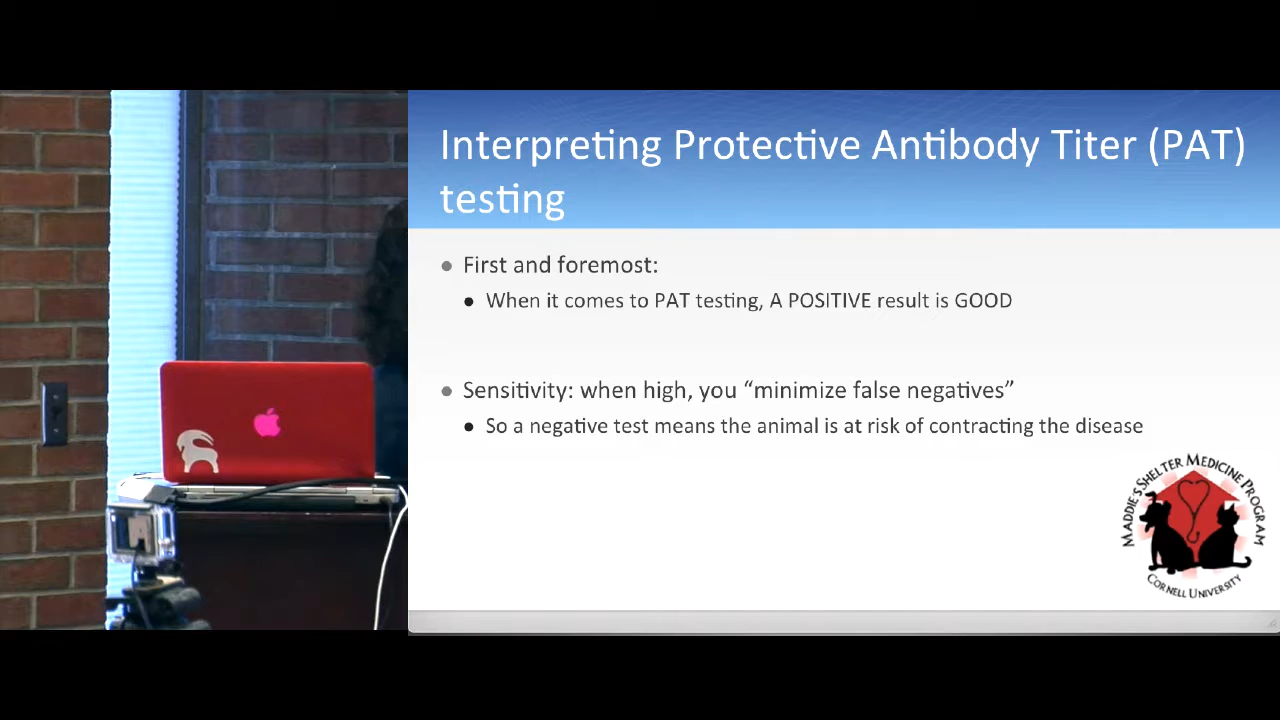 Interpreting Protective Antibody Titer (PAT)
testing
First and foremost:
When it comes to PAT testing, A POSITIVE result is GOOD
Sensitivity: when high, you “minimize false negatives”
So a negative test means the animal is at risk of contracting the disease
MADDIE'S SHELTER MEDICINE PROGRAM
CORNELL UNIVERSITY